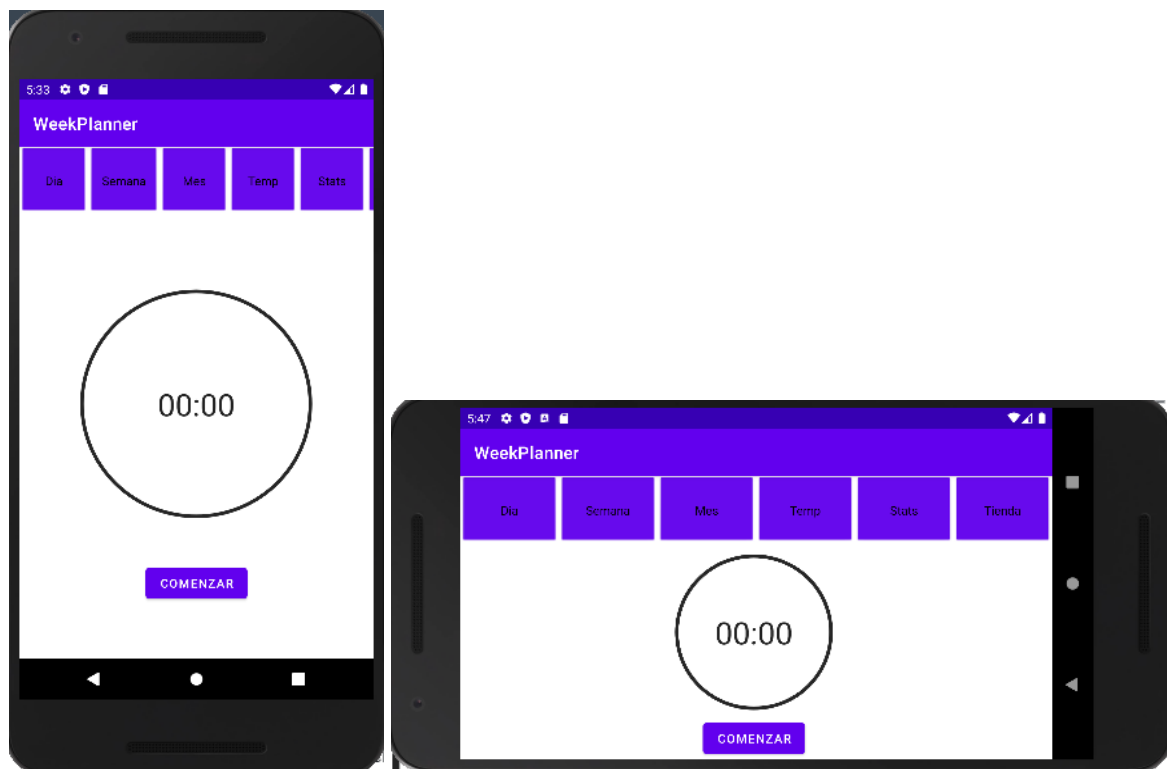 5:33
WeekPlanner
Dia Semana Mes Temp Stats
00:00
COMENZAR
5:47
WeekPlanner
Dia Semana Mes Temp Stats Tienda
00:00
COMENZAR